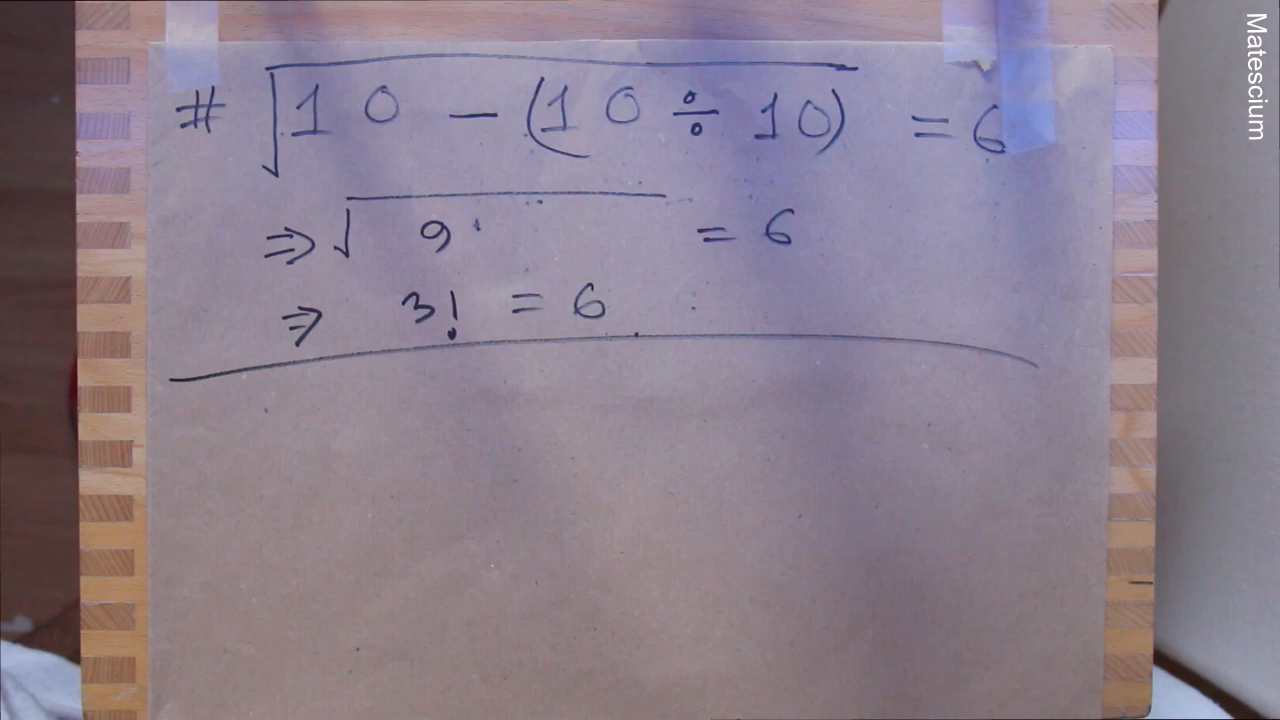 # √10 - (10 ÷ 10) = 6
⇒ √9 = 6
⇒ 3! = 6
Matescium